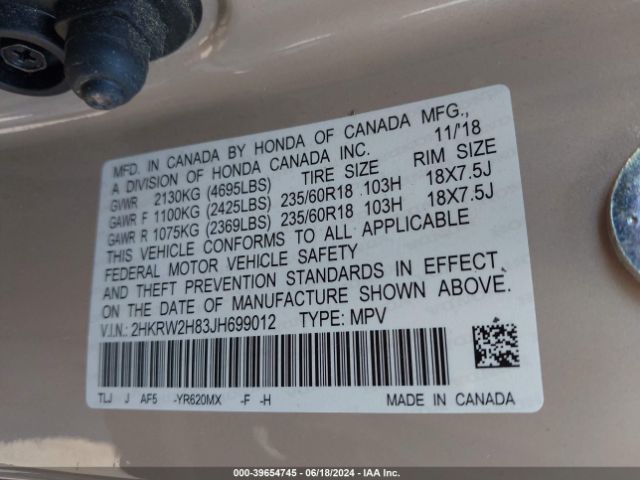 MFD. IN CANADA BY HONDA OF CANADA MFG.,
A DIVISION OF HONDA CANADA INC. 11/18
GVWR 2130KG (4695LBS) TIRE SIZE RIM SIZE
GAWR F 1100KG (2425LBS) 235/60R18 103H 18X7.5J
GAWR R 1075KG (2369LBS) 235/60R18 103H 18X7.5J
THIS VEHICLE CONFORMS TO ALL APPLICABLE
FEDERAL MOTOR VEHICLE SAFETY
AND THEFT PREVENTION STANDARDS IN EFFECT
ON THE DATE OF MANUFACTURE SHOWN ABOVE.
V.I.N.: 2HKRW2H83JH699012 TYPE: MPV
TLJ J AF5 -YR620MX -F -H MADE IN CANADA
00-39654745 - 06/18/2024 - IAA Inc.